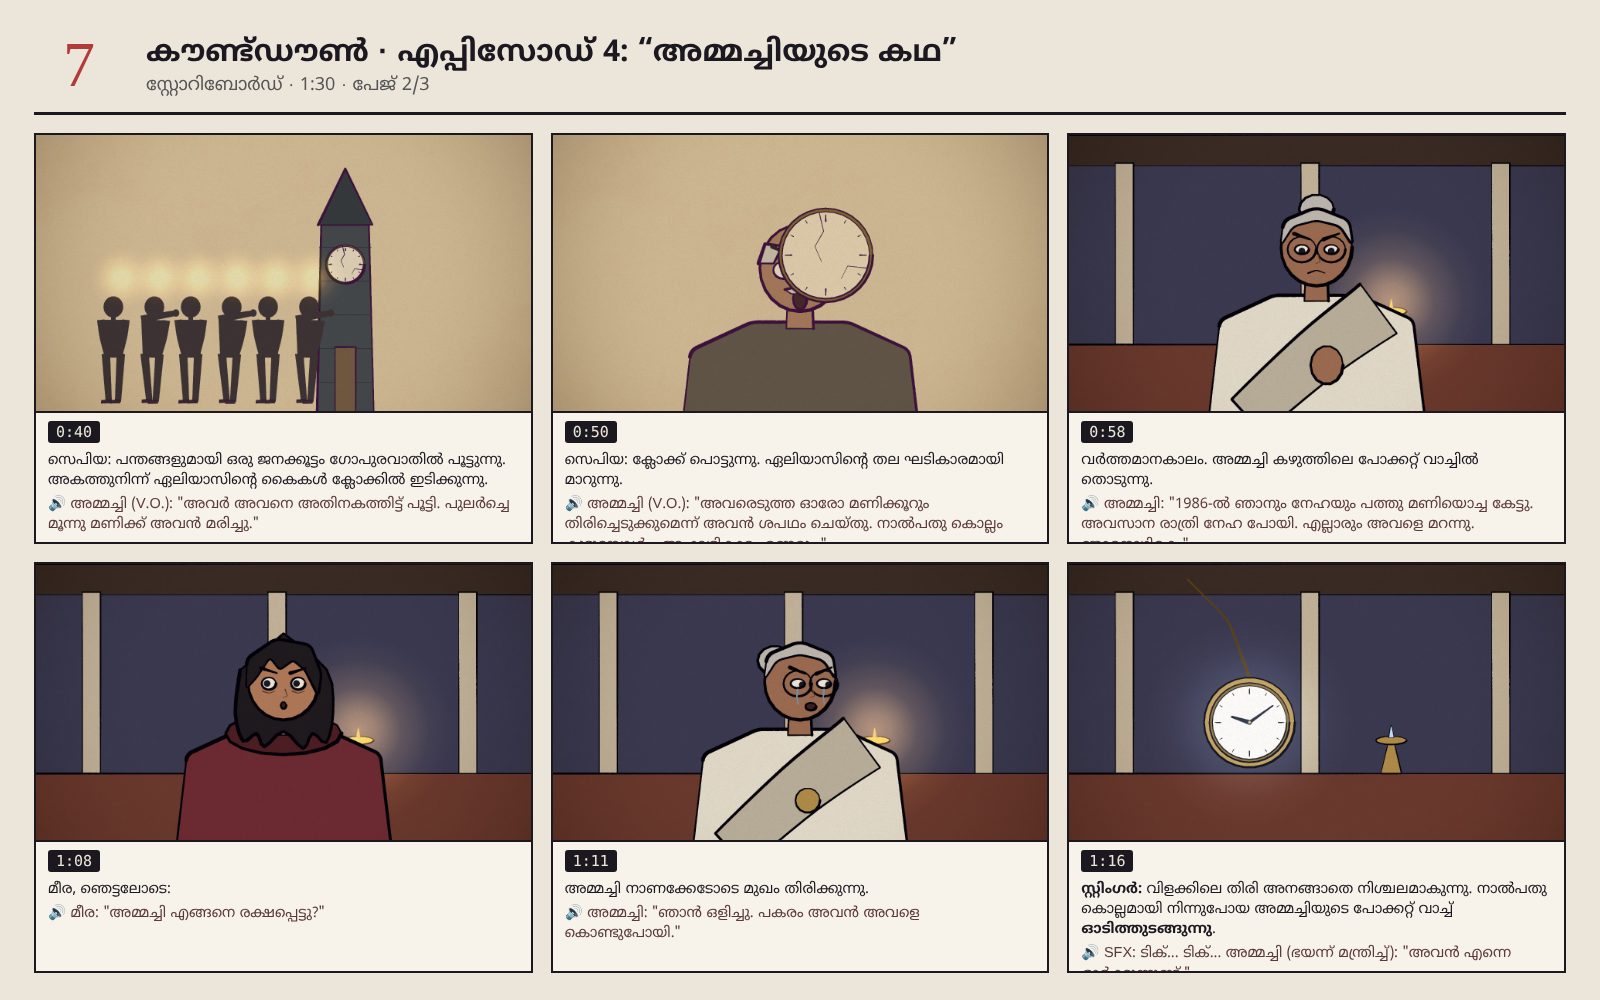 7
കൗണ്ട്ഡൗൺ · എപ്പിസോഡ് 4: “അമ്മച്ചിയുടെ കഥ”
സ്റ്റോറിബോർഡ് · 1:30 · പേജ് 2/3
0:40
സെപിയ: പന്തങ്ങളുമായി ഒരു ജനക്കൂട്ടം ഗോപുരവാതിൽ പൂട്ടുന്നു.
അകത്തുനിന്ന് ഏലിയാസിന്റെ കൈകൾ ക്ലോക്കിൽ ഇടിക്കുന്നു.
🔊 അമ്മച്ചി (V.O.): "അവർ അവനെ അതിനകത്തിട്ട് പൂട്ടി. പുലർച്ചെ
മൂന്നു മണിക്ക് അവൻ മരിച്ചു."
0:50
സെപിയ: ക്ലോക്ക് പൊട്ടുന്നു. ഏലിയാസിന്റെ തല ഘടികാരമായി
മാറുന്നു.
🔊 അമ്മച്ചി (V.O.): "അവരെടുത്ത ഓരോ മണിക്കൂറും
തിരിച്ചെടുക്കുമെന്ന് അവൻ ശപഥം ചെയ്തു. നാൽപതു കൊല്ലം
0:58
വർത്തമാനകാലം. അമ്മച്ചി കഴുത്തിലെ പോക്കറ്റ് വാച്ചിൽ
തൊടുന്നു.
🔊 അമ്മച്ചി: "1986-ൽ ഞാനും നേഹയും പത്തു മണിയൊച്ച കേട്ടു.
അവസാന രാത്രി നേഹ പോയി. എല്ലാരും അവളെ മറന്നു.
1:08
മീര, ഞെട്ടലോടെ:
🔊 മീര: "അമ്മച്ചി എങ്ങനെ രക്ഷപ്പെട്ടു?"
1:11
അമ്മച്ചി നാണക്കേടോടെ മുഖം തിരിക്കുന്നു.
🔊 അമ്മച്ചി: "ഞാൻ ഒളിച്ചു. പകരം അവൻ അവളെ
കൊണ്ടുപോയി."
1:16
സ്റ്റിംഗർ: വിളക്കിലെ തിരി അനങ്ങാതെ നിശ്ചലമാകുന്നു. നാൽപതു
കൊല്ലമായി നിന്നുപോയ അമ്മച്ചിയുടെ പോക്കറ്റ് വാച്ച്
ഓടിത്തുടങ്ങുന്നു.
🔊 SFX: ടിക്... ടിക്... അമ്മച്ചി (ഭയന്ന് മന്ത്രിച്ച്): "അവൻ എന്നെ